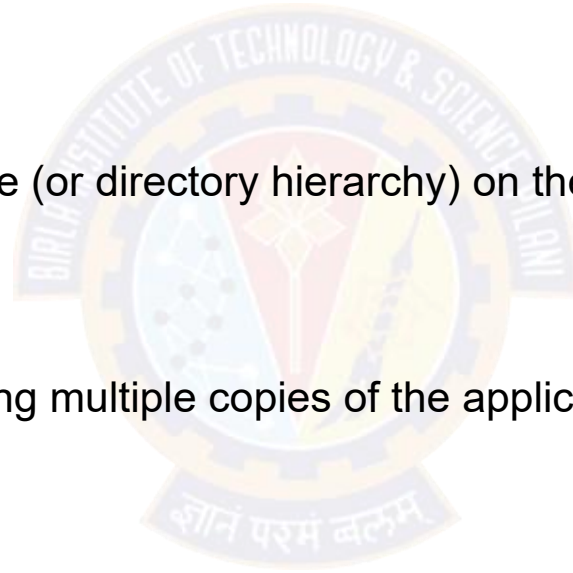 BIRLA INSTITUTE OF TECHNOLOGY & SCIENCE PILANI
e (or directory hierarchy) on the
ng multiple copies of the applic
ज्ञानं परमं बलम्